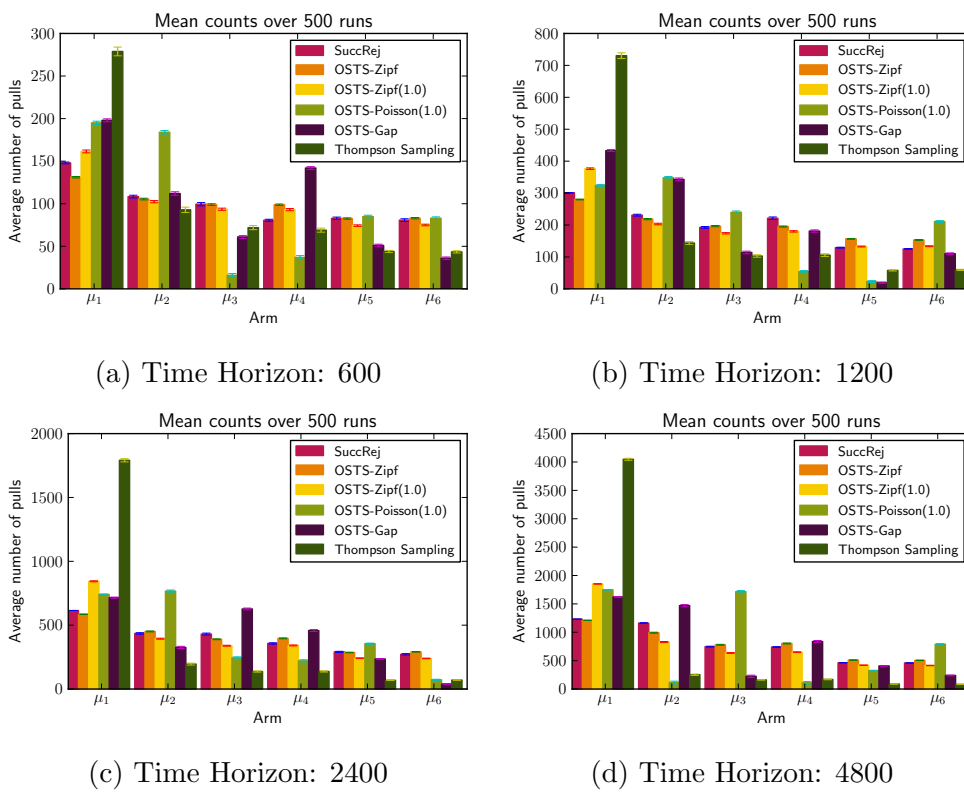 Mean counts over 500 runs
300
250
200
150
100
50
0
Average number of pulls
SuccRej
OSTS-Zipf
OSTS-Zipf(1.0)
OSTS-Poisson(1.0)
OSTS-Gap
Thompson Sampling
μ1 μ2 μ3 μ4 μ5 μ6
Arm
(a) Time Horizon: 600
Mean counts over 500 runs
800
700
600
500
400
300
200
100
0
Average number of pulls
SuccRej
OSTS-Zipf
OSTS-Zipf(1.0)
OSTS-Poisson(1.0)
OSTS-Gap
Thompson Sampling
μ1 μ2 μ3 μ4 μ5 μ6
Arm
(b) Time Horizon: 1200
Mean counts over 500 runs
2000
1500
1000
500
0
Average number of pulls
SuccRej
OSTS-Zipf
OSTS-Zipf(1.0)
OSTS-Poisson(1.0)
OSTS-Gap
Thompson Sampling
μ1 μ2 μ3 μ4 μ5 μ6
Arm
(c) Time Horizon: 2400
Mean counts over 500 runs
4500
4000
3500
3000
2500
2000
1500
1000
500
0
Average number of pulls
SuccRej
OSTS-Zipf
OSTS-Zipf(1.0)
OSTS-Poisson(1.0)
OSTS-Gap
Thompson Sampling
μ1 μ2 μ3 μ4 μ5 μ6
Arm
(d) Time Horizon: 4800